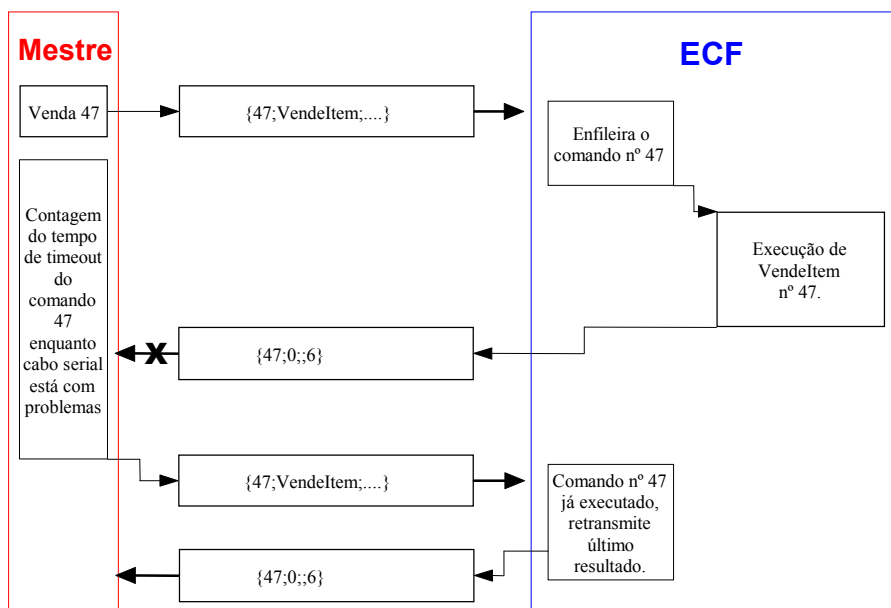 Mestre
ECF
Venda 47
{47;VendeItem;....}
Enfileira o
comando nº 47
Contagem
do tempo
de timeout
do
comando
47
enquanto
cabo serial
está com
problemas
Execução de
VendeItem
nº 47.
X
{47;0;;6}
{47;VendeItem;....}
Comando nº 47
já executado,
retransmite
último
resultado.
{47;0;;6}